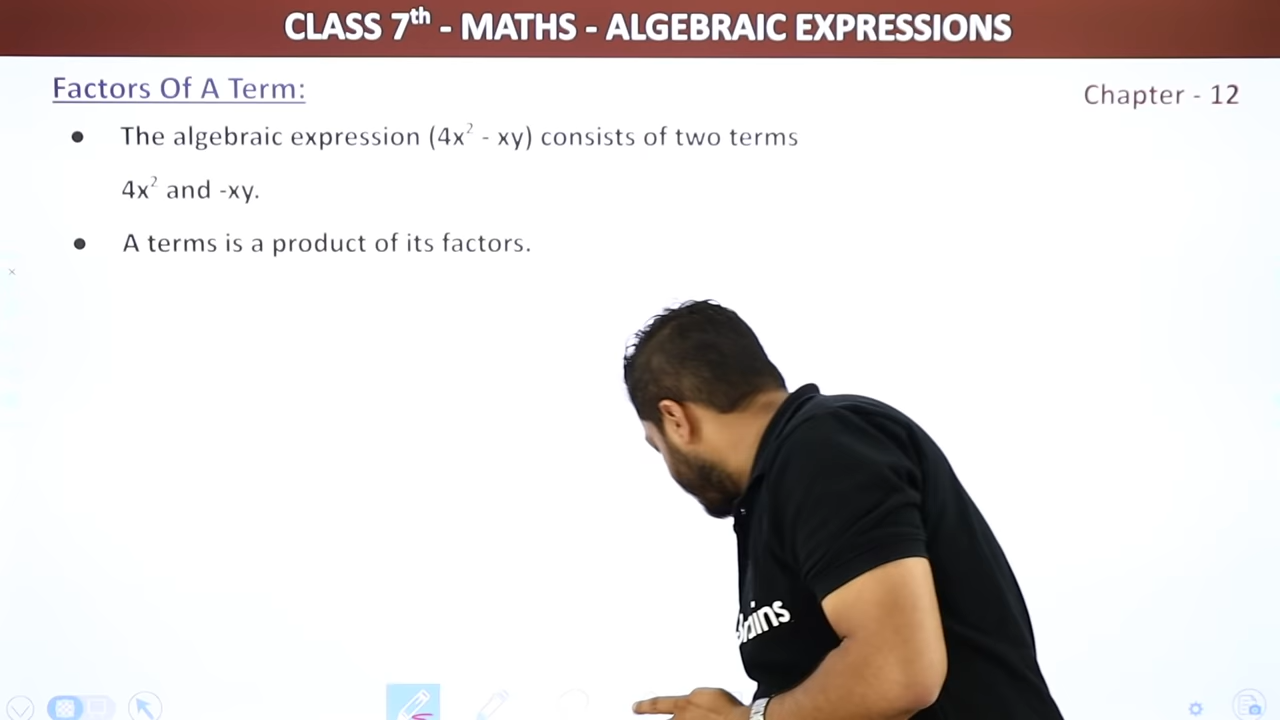 CLASS 7th - MATHS - ALGEBRAIC EXPRESSIONS
Factors Of A Term:
Chapter - 12
● The algebraic expression (4x² - xy) consists of two terms
4x² and -xy.
● A terms is a product of its factors.